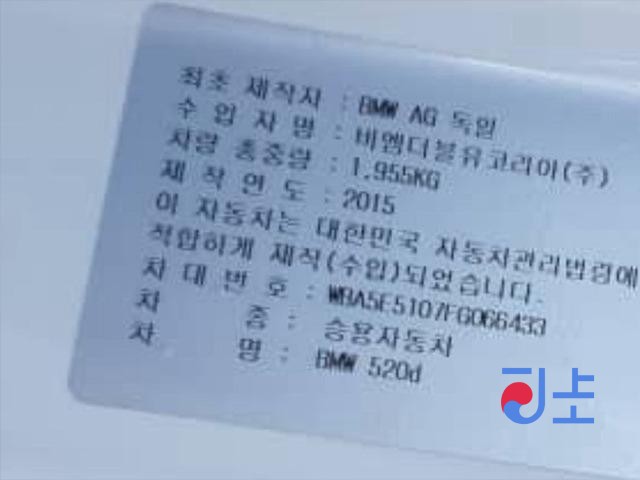 최초 제작자 : BMW AG 독일
수 입 자 명 : 비엠더블유코리아(주)
차량 총중량 : 1,955KG
제 작 연 도 : 2015
이 자동차는 대한민국 자동차관리법령에
적합하게 제작(수입)되었습니다.
차 대 번 호 : WBA5E5107FG066433
차 종 : 승용자동차
차 명 : BMW 520d